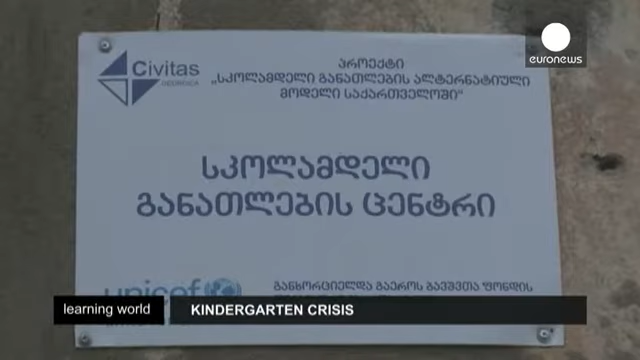 euronews
Civitas
GEORGICA
პროექტი
„სკოლამდელი განათლების ალტერნატიული
მოდელი საქართველოში“
სკოლამდელი
განათლების ცენტრი
unicef
განხორციელდა გაეროს ბავშვთა ფონდის
learning world
KINDERGARTEN CRISIS